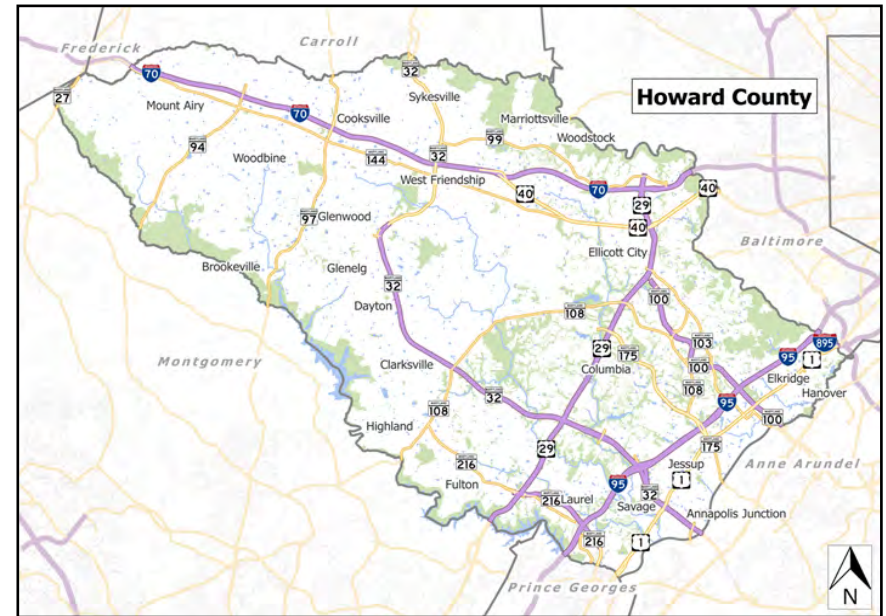 Howard County
Frederick
Carroll
Baltimore
Montgomery
Anne Arundel
Prince Georges
Mount Airy
Cooksville
Sykesville
Marriottsville
Woodstock
Woodbine
West Friendship
Glenwood
Ellicott City
Brookeville
Glenelg
Dayton
Clarksville
Columbia
Elkridge
Hanover
Highland
Fulton
Laurel
Savage
Jessup
Annapolis Junction
27
70
32
70
94
144
32
99
40
70
29
40
40
97
32
108
29
175
100
103
100
108
95
895
1
95
100
175
32
108
29
216
216
216
95
32
1
1
N